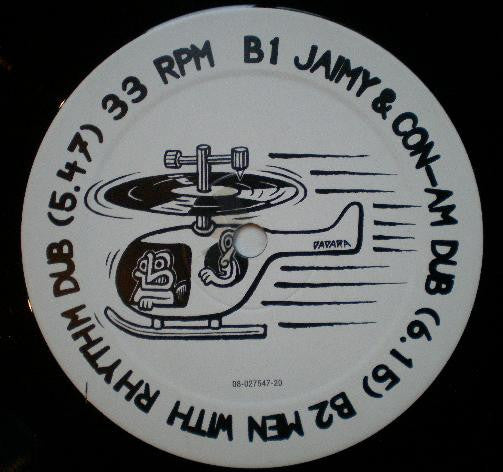 33 RPM B1 JAIMY & CON-AM DUB (6.15) B2 MEN WITH RHYTHM DUB (5.47)
DADARA
08-027547-20